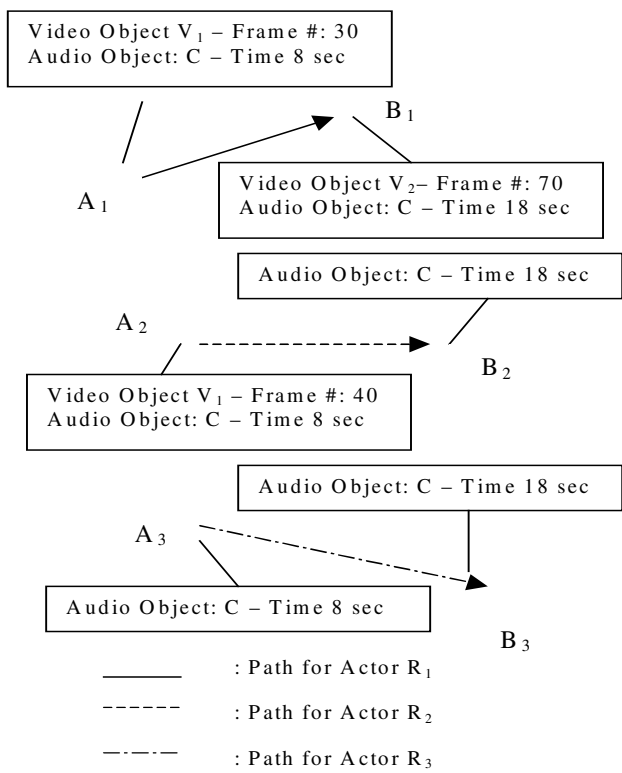 Video Object V₁ – Frame #: 30
Audio Object: C – Time 8 sec
B₁
A₁
Video Object V₂– Frame #: 70
Audio Object: C – Time 18 sec
Audio Object: C – Time 18 sec
A₂
B₂
Video Object V₁ – Frame #: 40
Audio Object: C – Time 8 sec
Audio Object: C – Time 18 sec
A₃
Audio Object: C – Time 8 sec
B₃
: Path for Actor R₁
: Path for Actor R₂
: Path for Actor R₃